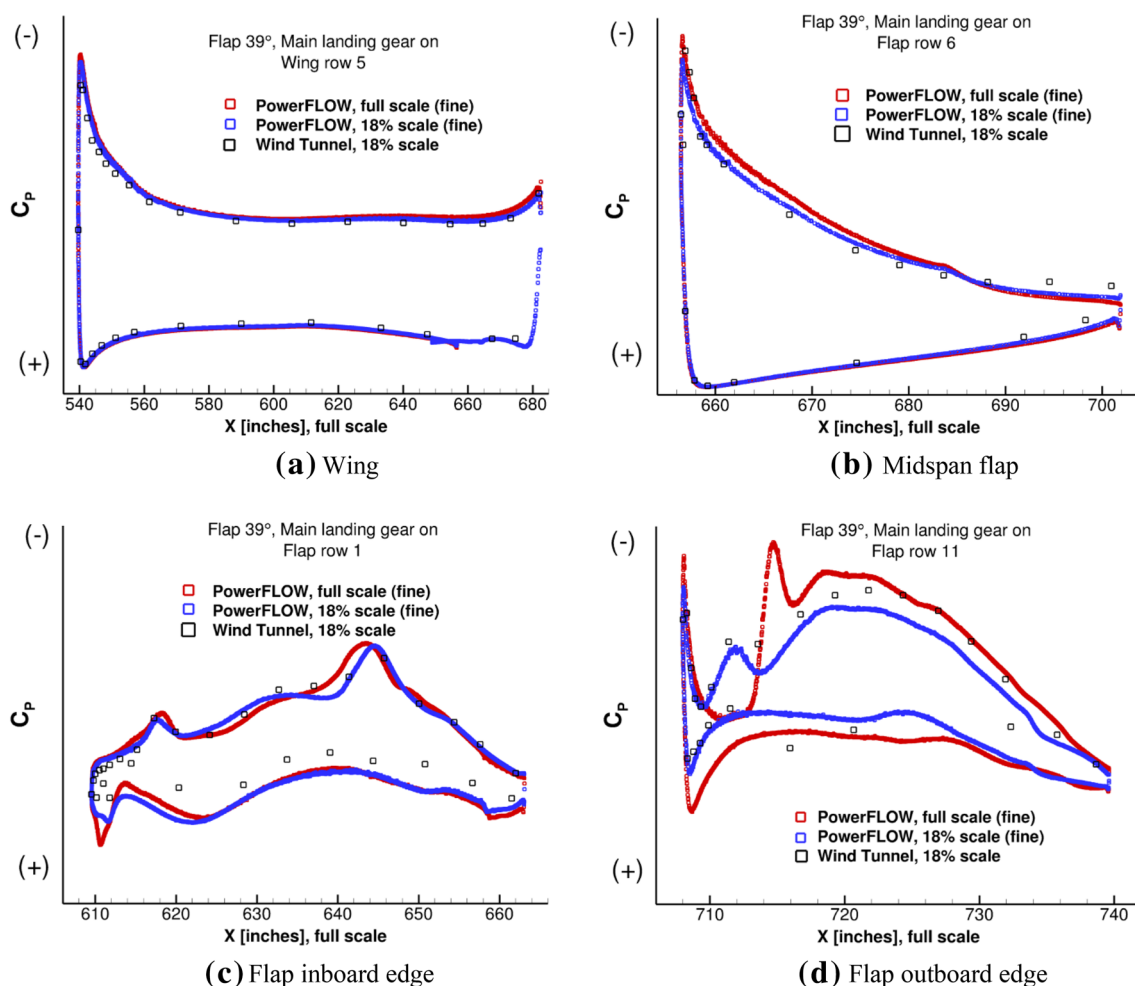 (-)
Flap 39°, Main landing gear on
Wing row 5
PowerFLOW, full scale (fine)
PowerFLOW, 18% scale (fine)
Wind Tunnel, 18% scale
CP
(+)
540 560 580 600 620 640 660 680
X [inches], full scale
(a) Wing
(-)
Flap 39°, Main landing gear on
Flap row 6
PowerFLOW, full scale (fine)
PowerFLOW, 18% scale (fine)
Wind Tunnel, 18% scale
CP
(+)
660 670 680 690 700
X [inches], full scale
(b) Midspan flap
(-)
Flap 39°, Main landing gear on
Flap row 1
PowerFLOW, full scale (fine)
PowerFLOW, 18% scale (fine)
Wind Tunnel, 18% scale
CP
(+)
610 620 630 640 650 660
X [inches], full scale
(c) Flap inboard edge
(-)
Flap 39°, Main landing gear on
Flap row 11
CP
PowerFLOW, full scale (fine)
PowerFLOW, 18% scale (fine)
Wind Tunnel, 18% scale
(+)
710 720 730 740
X [inches], full scale
(d) Flap outboard edge